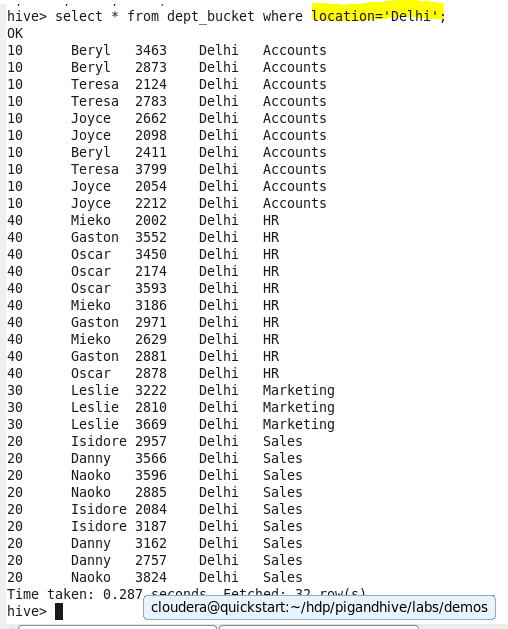 hive> select * from dept_bucket where location='Delhi';
OK
10 Beryl 3463 Delhi Accounts
10 Beryl 2873 Delhi Accounts
10 Teresa 2124 Delhi Accounts
10 Teresa 2783 Delhi Accounts
10 Joyce 2662 Delhi Accounts
10 Joyce 2098 Delhi Accounts
10 Beryl 2411 Delhi Accounts
10 Teresa 3799 Delhi Accounts
10 Joyce 2054 Delhi Accounts
10 Joyce 2212 Delhi Accounts
40 Mieko 2002 Delhi HR
40 Gaston 3552 Delhi HR
40 Oscar 3450 Delhi HR
40 Oscar 2174 Delhi HR
40 Oscar 3593 Delhi HR
40 Mieko 3186 Delhi HR
40 Gaston 2971 Delhi HR
40 Mieko 2629 Delhi HR
40 Gaston 2881 Delhi HR
40 Oscar 2878 Delhi HR
30 Leslie 3222 Delhi Marketing
30 Leslie 2810 Delhi Marketing
30 Leslie 3669 Delhi Marketing
20 Isidore 2957 Delhi Sales
20 Danny 3566 Delhi Sales
20 Naoko 3596 Delhi Sales
20 Naoko 2885 Delhi Sales
20 Isidore 2084 Delhi Sales
20 Isidore 3187 Delhi Sales
20 Danny 3162 Delhi Sales
20 Danny 2757 Delhi Sales
20 Naoko 3824 Delhi Sales
Time taken: 0.287 seconds, Fetched: 32 row(s)
hive>
cloudera@quickstart:~/hdp/pigandhive/labs/demos